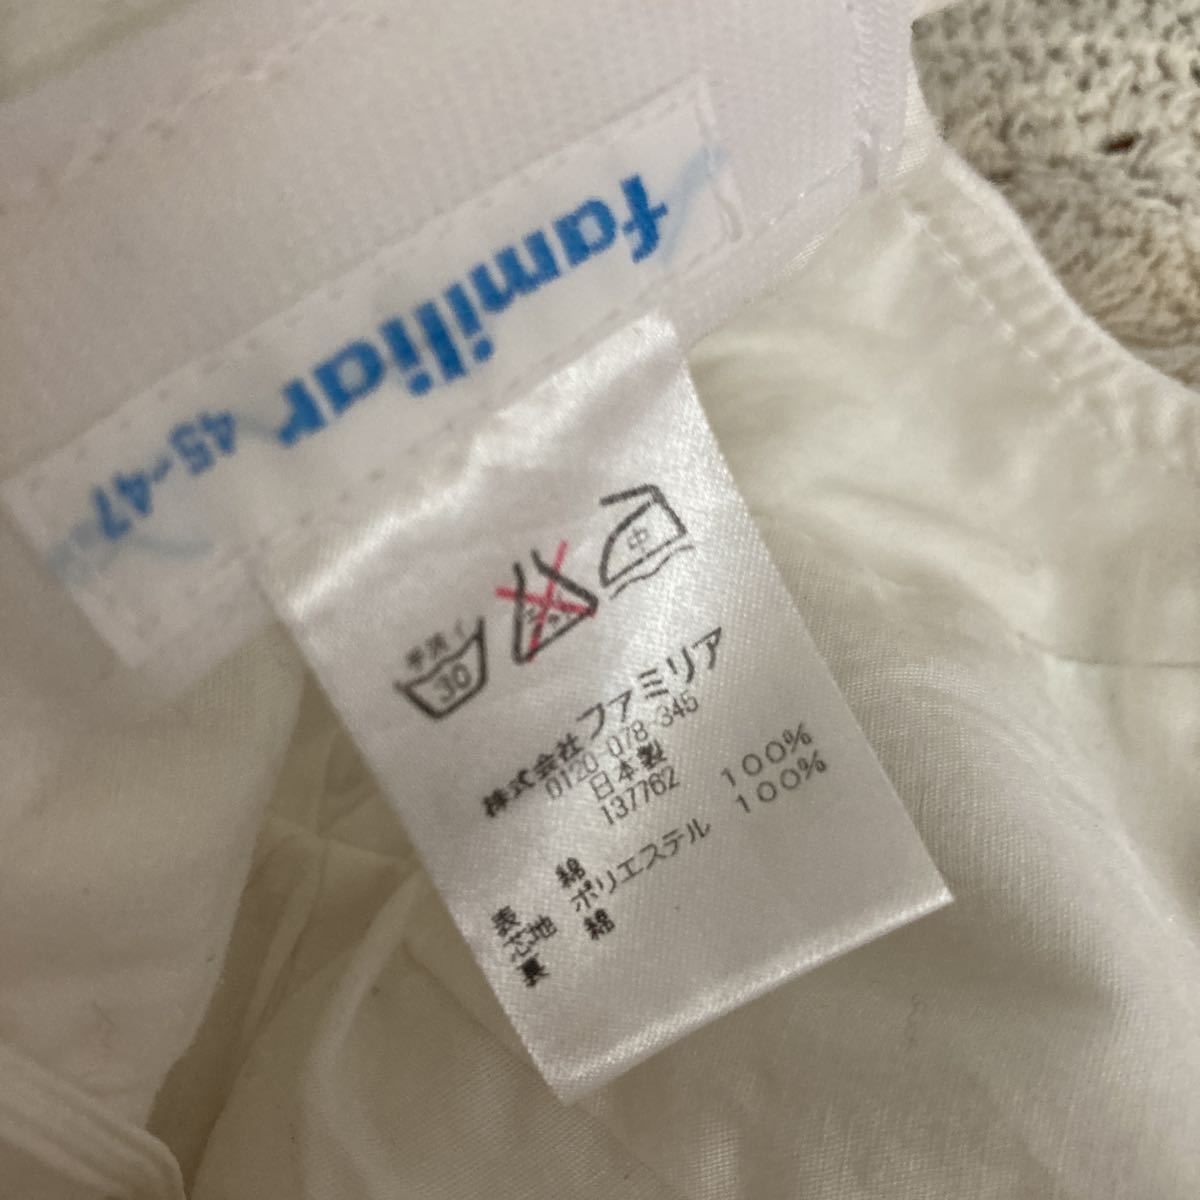 familiar 45-47
手洗イ
30
中
株式会社ファミリア
0120-078-345
日本製
137762
表 綿 100%
芯地 ポリエステル 100%
裏 綿